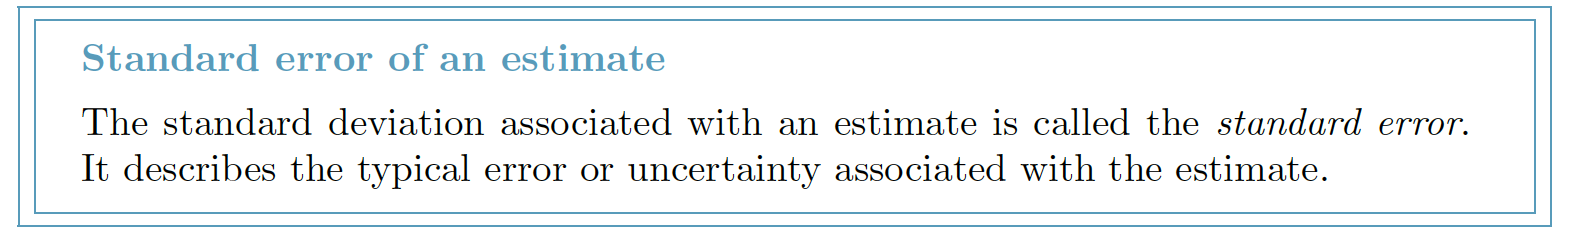 Standard error of an estimate
The standard deviation associated with an estimate is called the standard error.
It describes the typical error or uncertainty associated with the estimate.